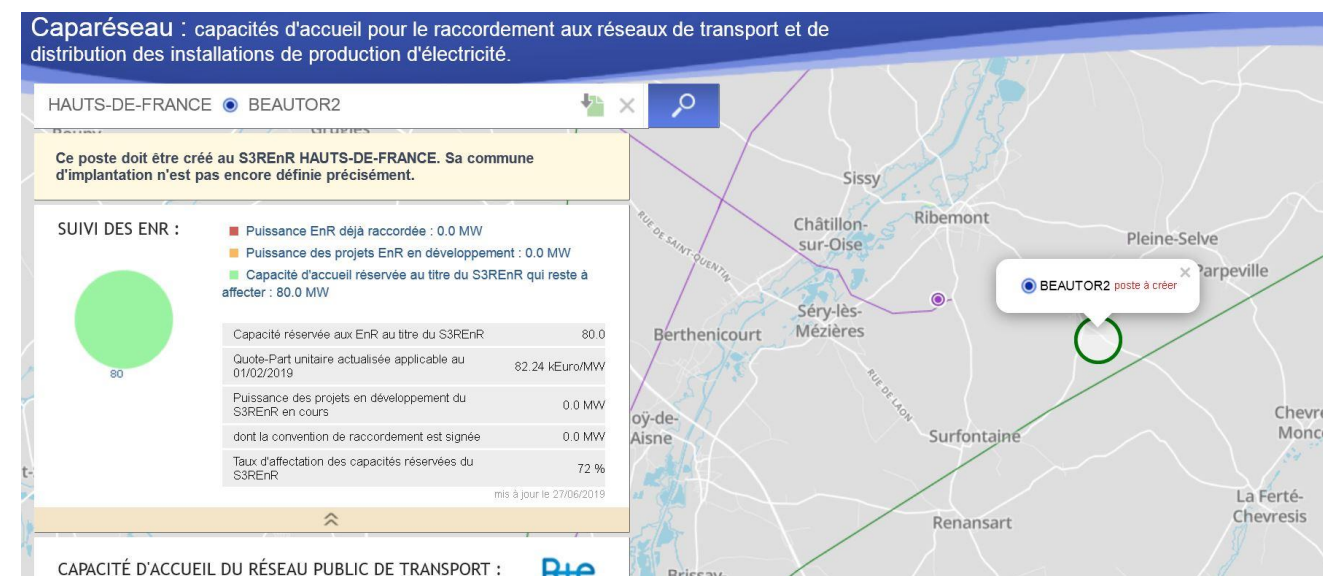 Caparéseau : capacités d'accueil pour le raccordement aux réseaux de transport et de
distribution des installations de production d'électricité.
HAUTS-DE-FRANCE BEAUTOR2
Ce poste doit être créé au S3REnR HAUTS-DE-FRANCE. Sa commune
d'implantation n'est pas encore définie précisément.
SUIVI DES ENR :
Puissance EnR déjà raccordée : 0.0 MW
Puissance des projets EnR en développement : 0.0 MW
Capacité d'accueil réservée au titre du S3REnR qui reste à
affecter : 80.0 MW
80
Capacité réservée aux EnR au titre du S3REnR 80.0
Quote-Part unitaire actualisée applicable au
01/02/2019 82.24 kEuro/MW
Puissance des projets en développement du
S3REnR en cours 0.0 MW
dont la convention de raccordement est signée 0.0 MW
Taux d'affectation des capacités réservées du
S3REnR 72 %
mis à jour le 27/06/2019
CAPACITÉ D'ACCUEIL DU RÉSEAU PUBLIC DE TRANSPORT :
Rte
Sissy
Châtillon-
sur-Oise
Ribemont
Pleine-Selve
Parpeville
BEAUTOR2 poste à créer
RUE DE SAINT-QUENTIN
Séry-lès-
Mézières
Berthenicourt
RUE DE LAON
oÿ-de-
Aisne
Surfontaine
Chevre
Monc
La Ferté-
Chevresis
Renansart
Brissay-